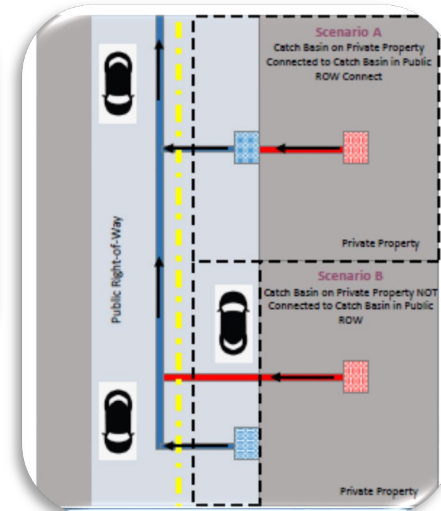 Scenario A
Catch Basin on Private Property
Connected to Catch Basin in Public
ROW Connect
Public Right-of-Way
Private Property
Scenario B
Catch Basin on Private Property NOT
Connected to Catch Basin in Public
ROW
Private Property